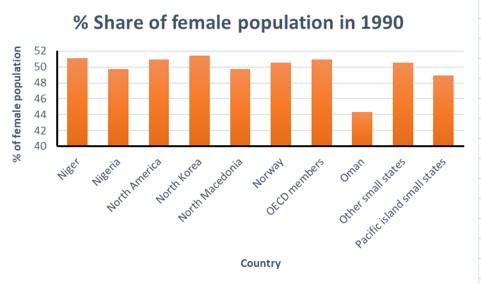 % Share of female population in 1990
% of female population
52
50
48
46
44
42
40
Niger
Nigeria
North America
North Korea
North Macedonia
Norway
OECD members
Oman
Other small states
Pacific island small states
Country